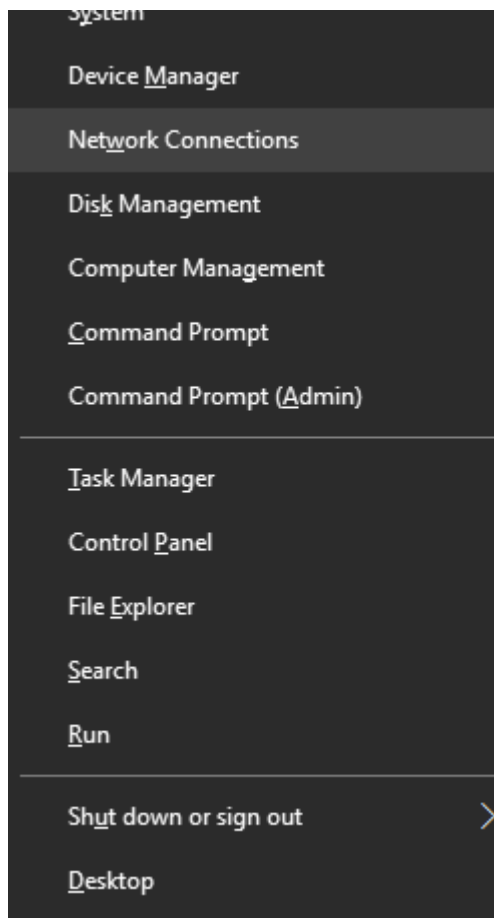 System
Device Manager
Network Connections
Disk Management
Computer Management
Command Prompt
Command Prompt (Admin)
Task Manager
Control Panel
File Explorer
Search
Run
Shut down or sign out
Desktop